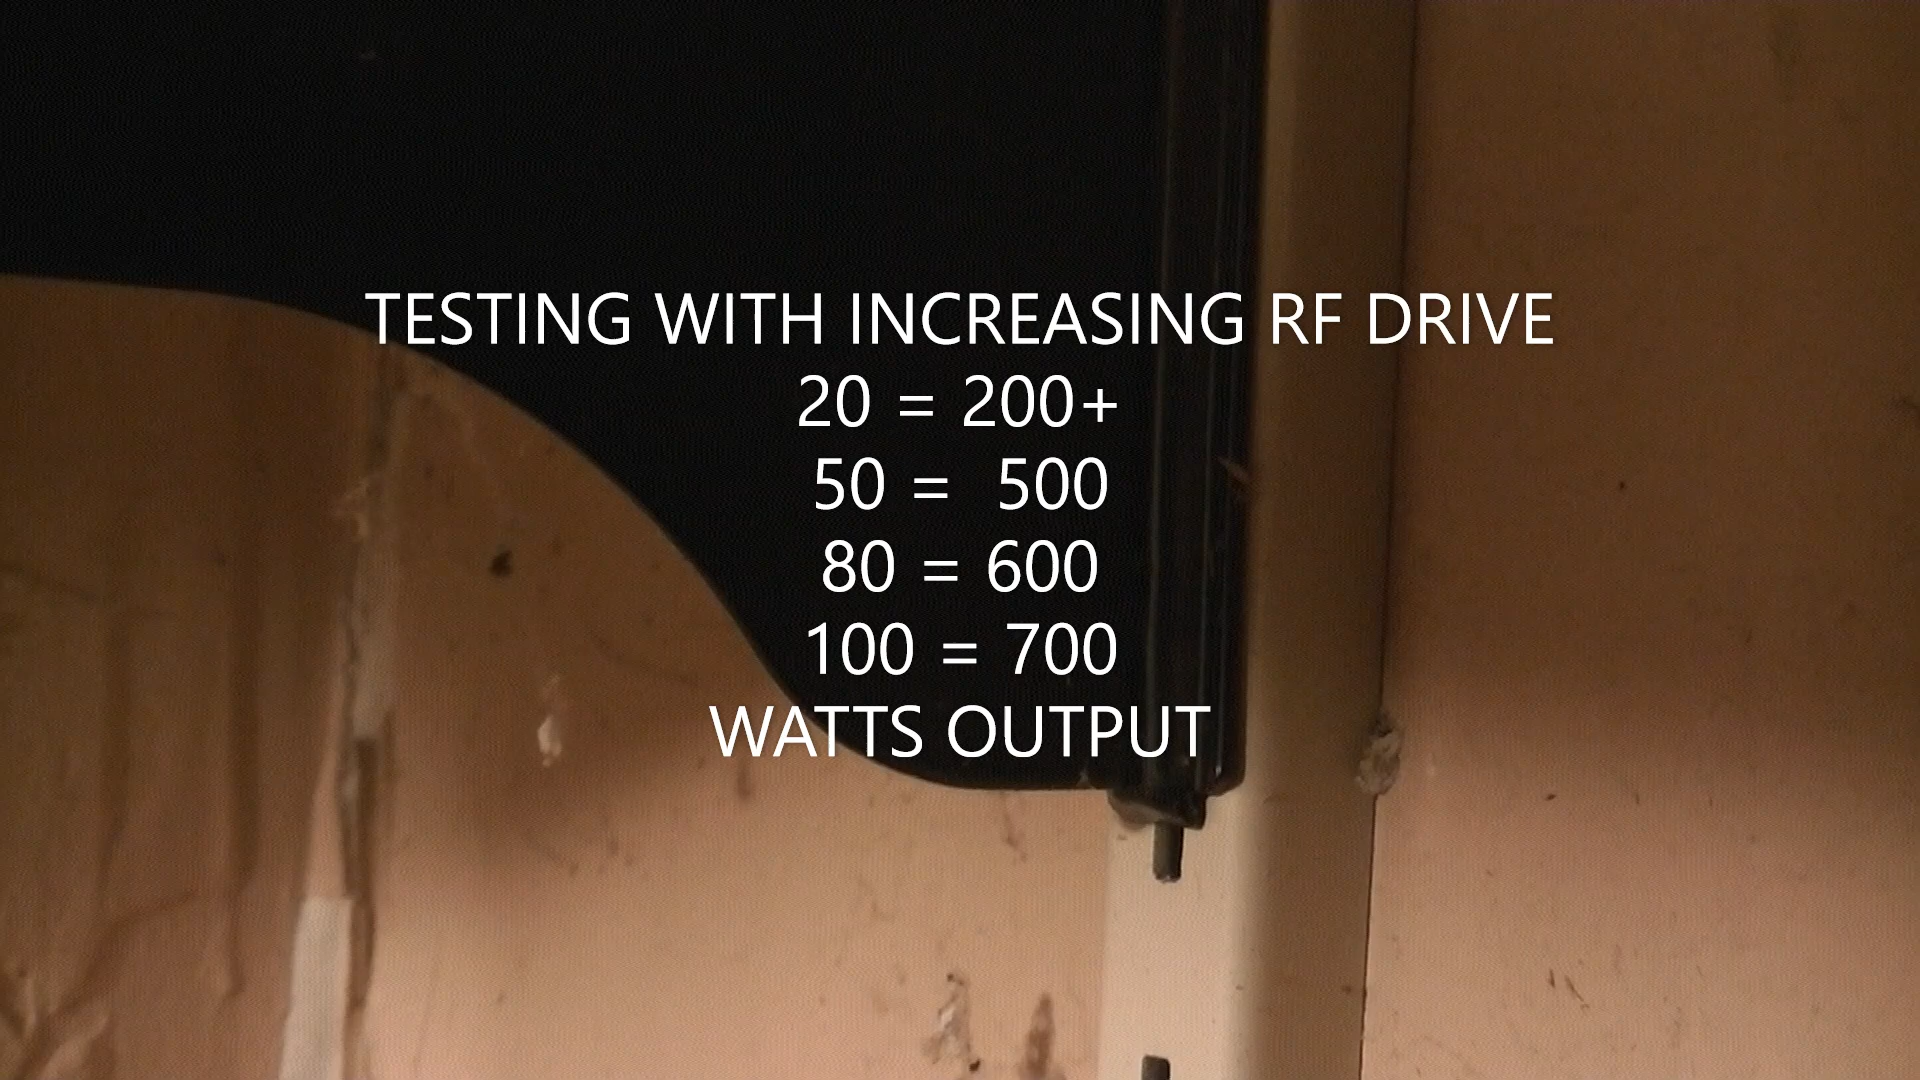 TESTING WITH INCREASING RF DRIVE
20 = 200+
50 =  500
80 = 600
100 = 700
WATTS OUTPUT